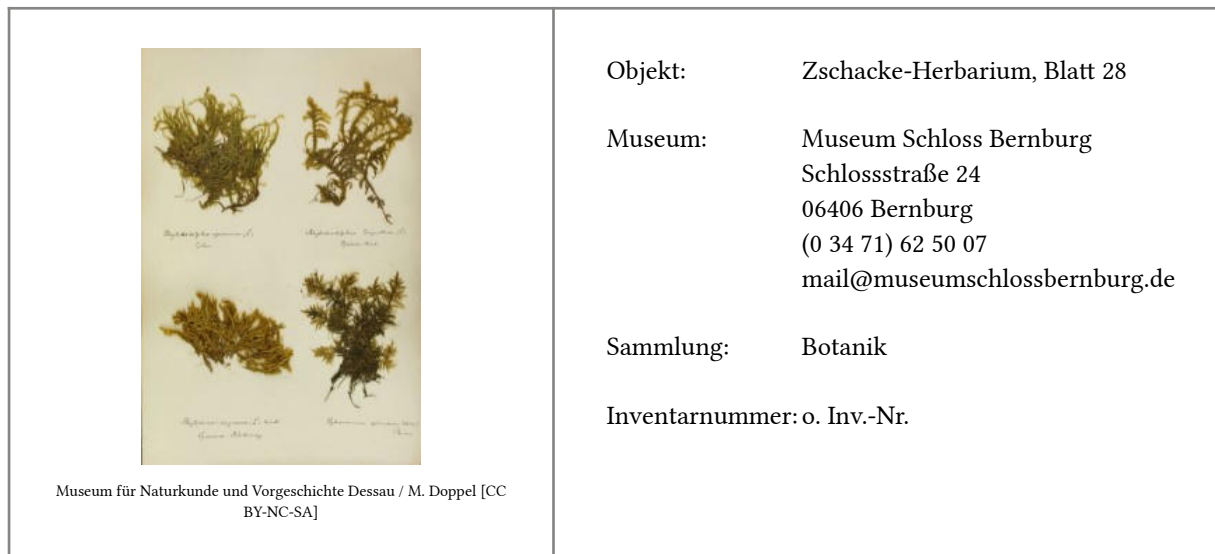 Objekt: Zschacke-Herbarium, Blatt 28
Museum: Museum Schloss Bernburg
Schlossstraße 24
06406 Bernburg
(0 34 71) 62 50 07
mail@museumschlossbernburg.de
Sammlung: Botanik
Inventarnummer: o. Inv.-Nr.
Museum für Naturkunde und Vorgeschichte Dessau / M. Doppel [CC
BY-NC-SA]